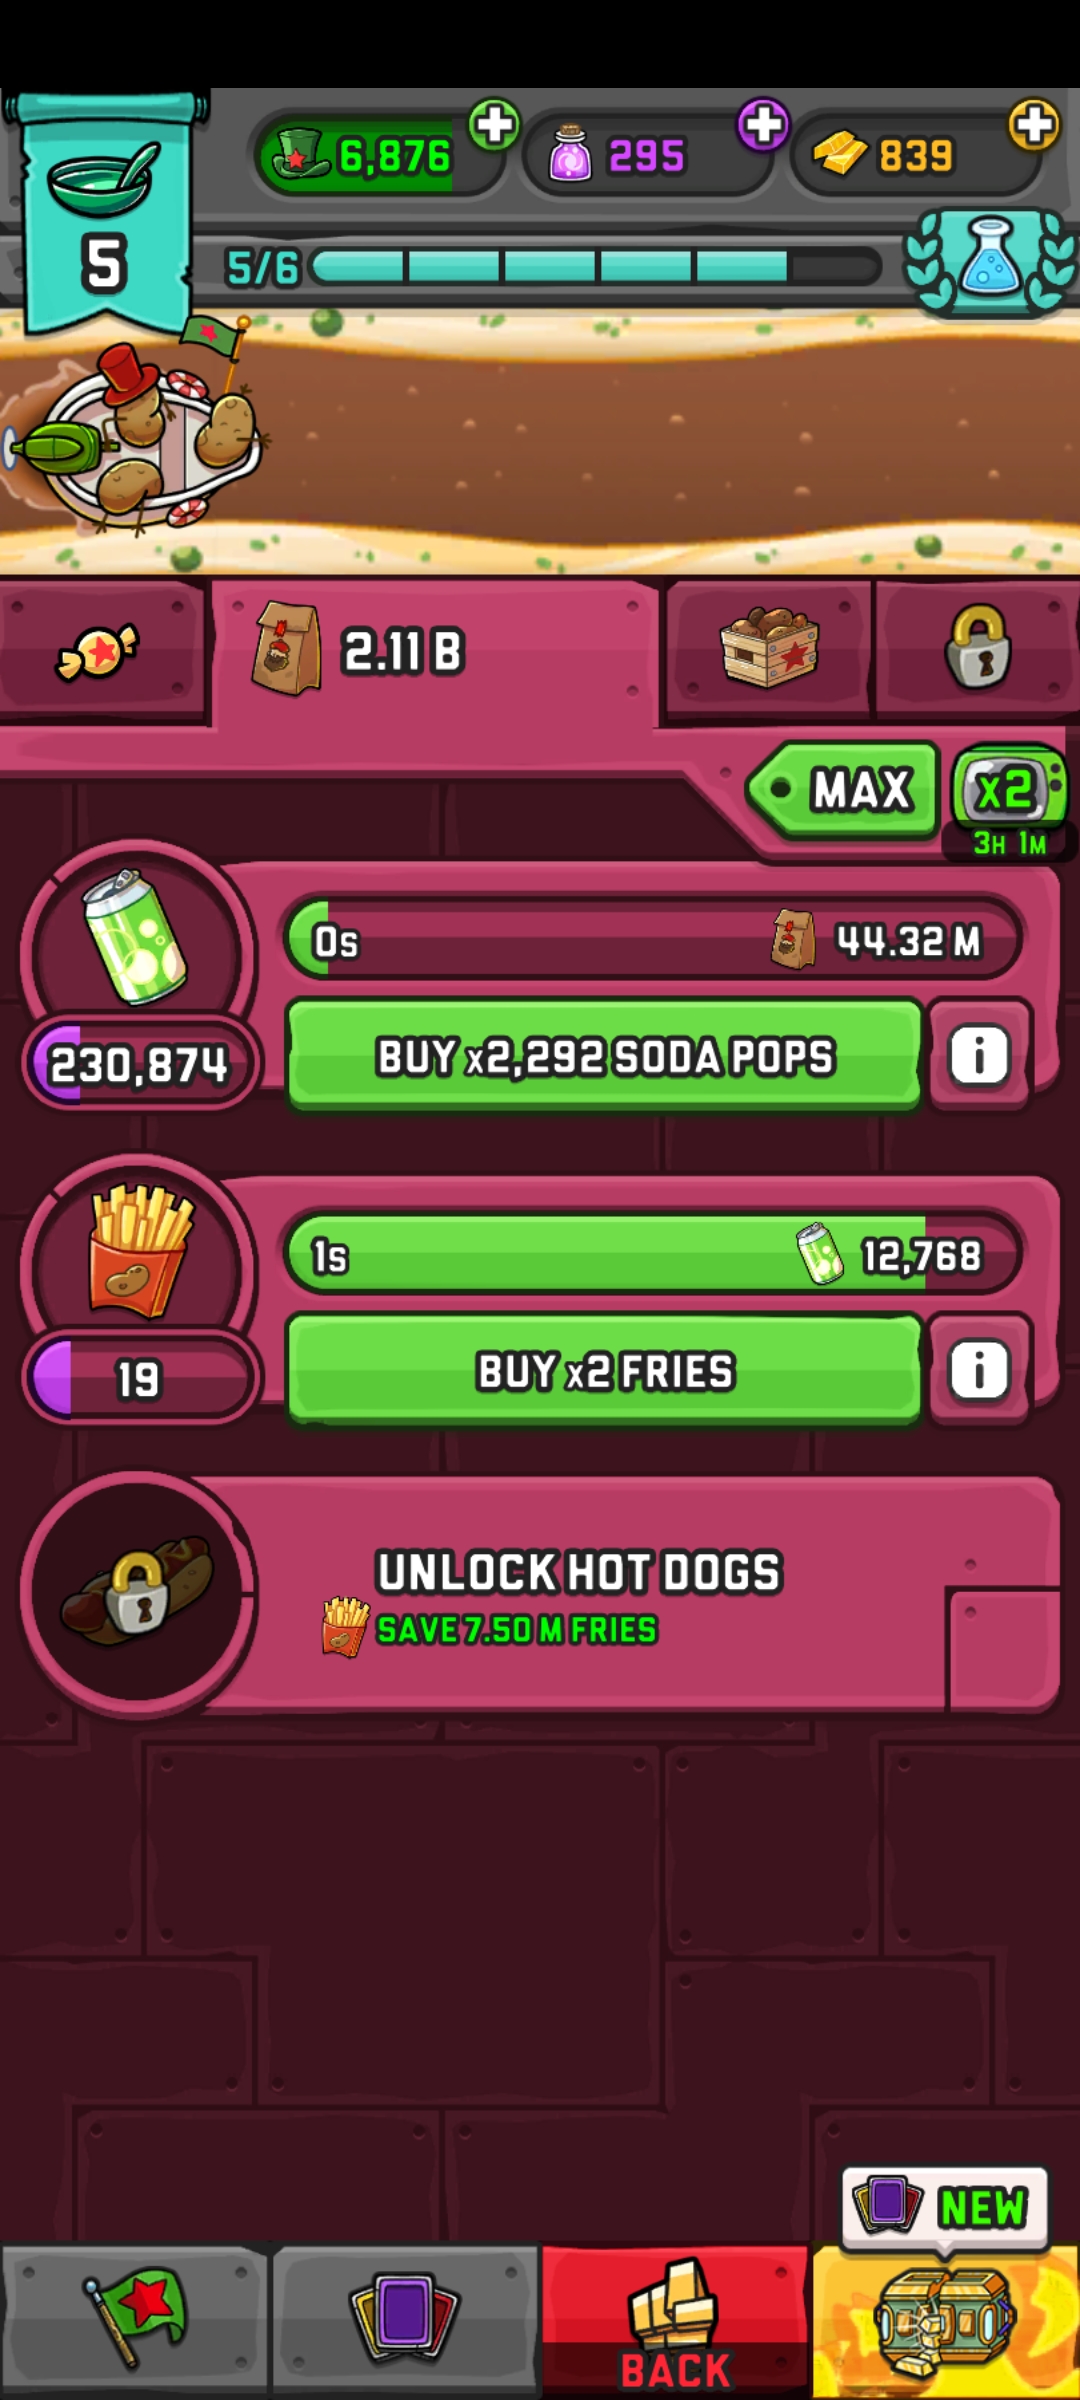 6,876
295
839
5
5/6
2.11 B
MAX
x2
3H 1M
0s
44.32 M
230,874
BUY x2,292 SODA POPS
i
1s
12,768
19
BUY x2 FRIES
i
UNLOCK HOT DOGS
SAVE 7.50 M FRIES
NEW
BACK